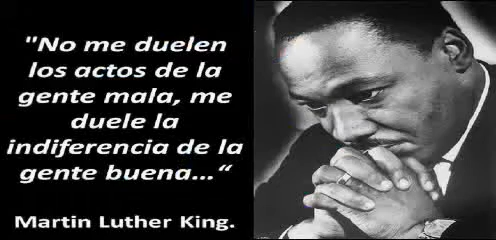 "No me duelen
los actos de la
gente mala, me
duele la
indiferencia de la
gente buena...“
Martin Luther King.